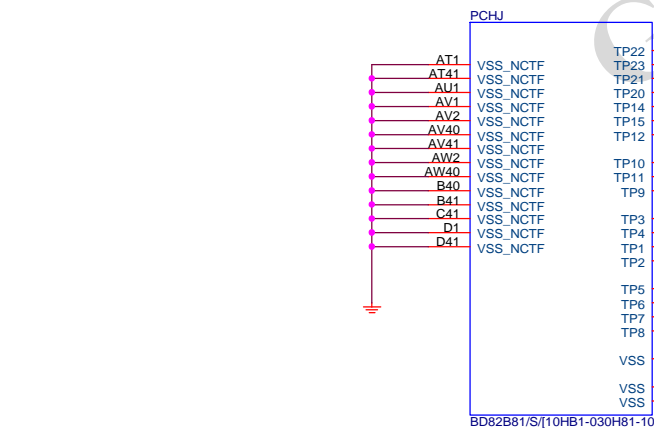 PCHJ
TP22
AT1 VSS_NCTF TP23
AT41 VSS_NCTF TP21
AU1 VSS_NCTF TP20
AV1 VSS_NCTF TP14
AV2 VSS_NCTF TP15
AV40 VSS_NCTF TP12
AV41 VSS_NCTF
AW2 VSS_NCTF TP10
AW40 VSS_NCTF TP11
B40 VSS_NCTF TP9
B41 VSS_NCTF
C41 VSS_NCTF TP3
D1 VSS_NCTF TP4
D41 VSS_NCTF TP1
TP2
TP5
TP6
TP7
TP8
VSS
VSS
VSS
BD82B81/S/[10HB1-030H81-10